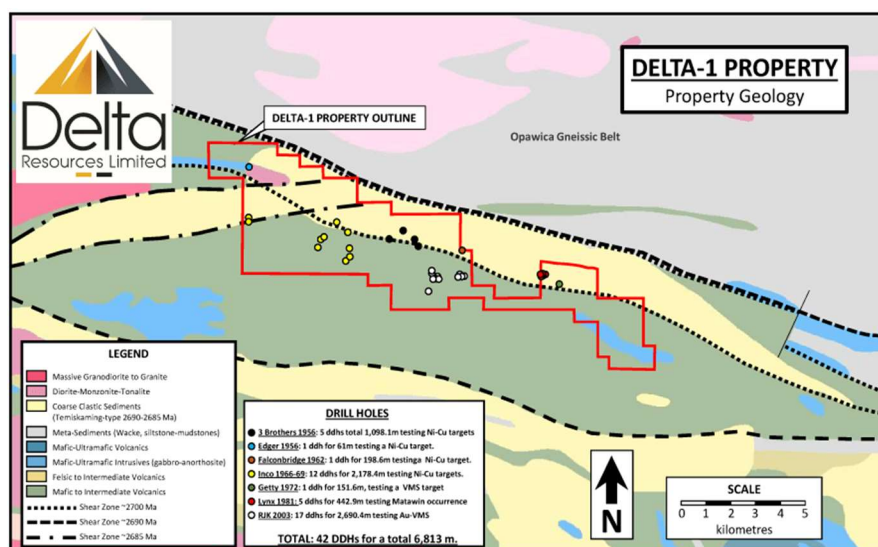 Delta
Resources Limited
DELTA-1 PROPERTY
Property Geology
DELTA-1 PROPERTY OUTLINE
Opawica Gneissic Belt
LEGEND
Massive Granodiorite to Granite
Diorite-Monzonite-Tonalite
Coarse Clastic Sediments
(Temiskaming-type 2690-2685 Ma)
Meta-Sediments (Wacke, siltstone-mudstones)
Mafic-Ultramafic Volcanics
Mafic-Ultramafic Intrusives (gabbro-anorthosite)
Felsic to Intermediate Volcanics
Mafic to Intermediate Volcanics
Shear Zone ~2700 Ma
Shear Zone ~2690 Ma
Shear Zone ~2685 Ma
DRILL HOLES
3 Brothers 1956: 5 ddhs total 1,098.1m testing Ni-Cu targets
Edger 1956: 1 ddh for 61m testing a Ni-Cu target.
Falconbridge 1962: 1 ddh for 198.6m testinga Ni-Cu target.
Inco 1966-69: 12 ddhs for 2,178.4m testing Ni-Cu targets.
Getty 1972: 1 ddh for 151.6m, testing a VMS target
Lynx 1981: 5 ddhs for 442.9m testing Matawin occurrence
RJK 2003: 17 ddhs for 2,690.4m testing Au-VMS
TOTAL: 42 DDHs for a total 6,813 m.
N
SCALE
0 1 2 3 4 5
kilometres